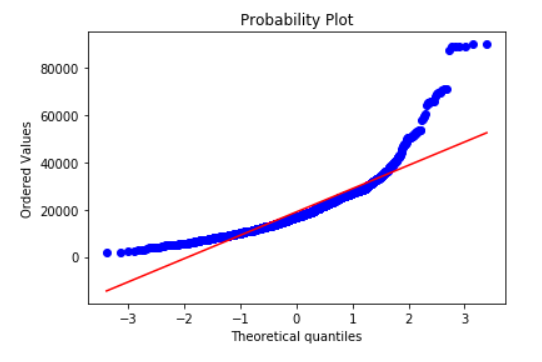 Probability Plot
80000
60000
40000
20000
0
Ordered Values
−3 −2 −1 0 1 2 3
Theoretical quantiles